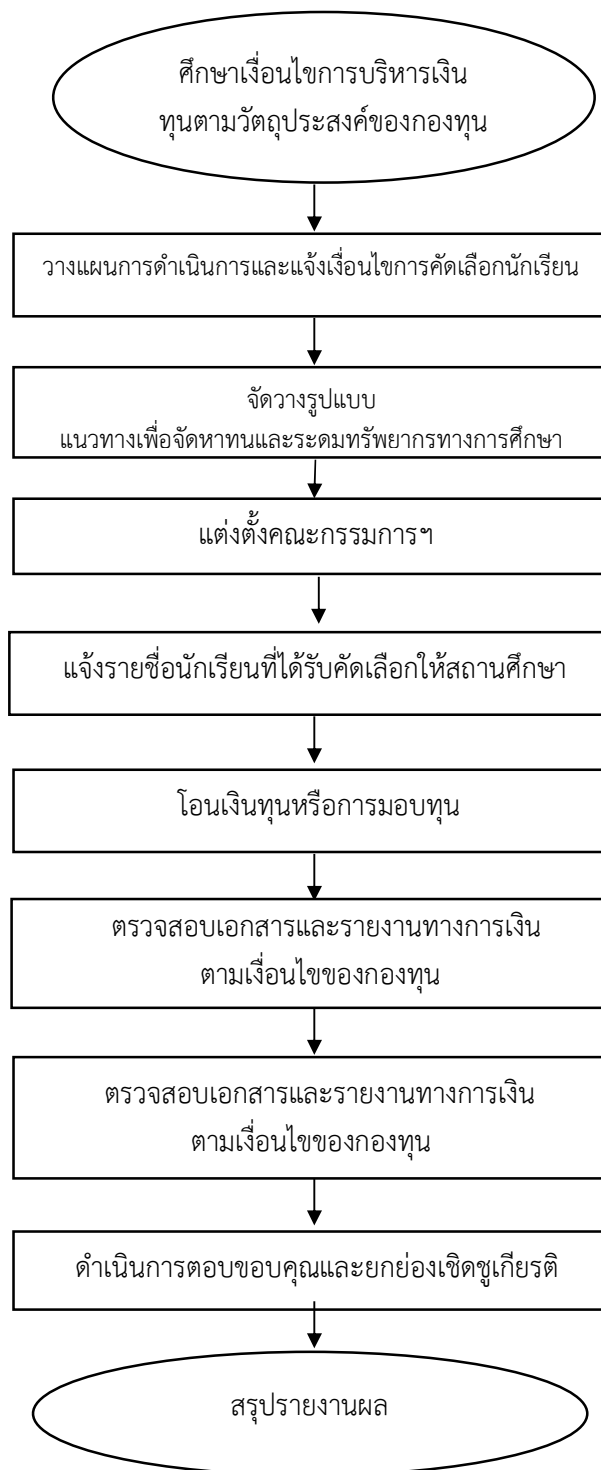 ศึกษาเงื่อนไขการบริหารเงิน
ทุนตามวัตถุประสงค์ของกองทุน
วางแผนการดำเนินการและแจ้งเงื่อนไขการคัดเลือกนักเรียน
จัดวางรูปแบบ
แนวทางเพื่อจัดหาทนและระดมทรัพยากรทางการศึกษา
แต่งตั้งคณะกรรมการฯ
แจ้งรายชื่อนักเรียนที่ได้รับคัดเลือกให้สถานศึกษา
โอนเงินทุนหรือการมอบทุน
ตรวจสอบเอกสารและรายงานทางการเงิน
ตามเงื่อนไขของกองทุน
ตรวจสอบเอกสารและรายงานทางการเงิน
ตามเงื่อนไขของกองทุน
ดำเนินการตอบขอบคุณและยกย่องเชิดชูเกียรติ
สรุปรายงานผล